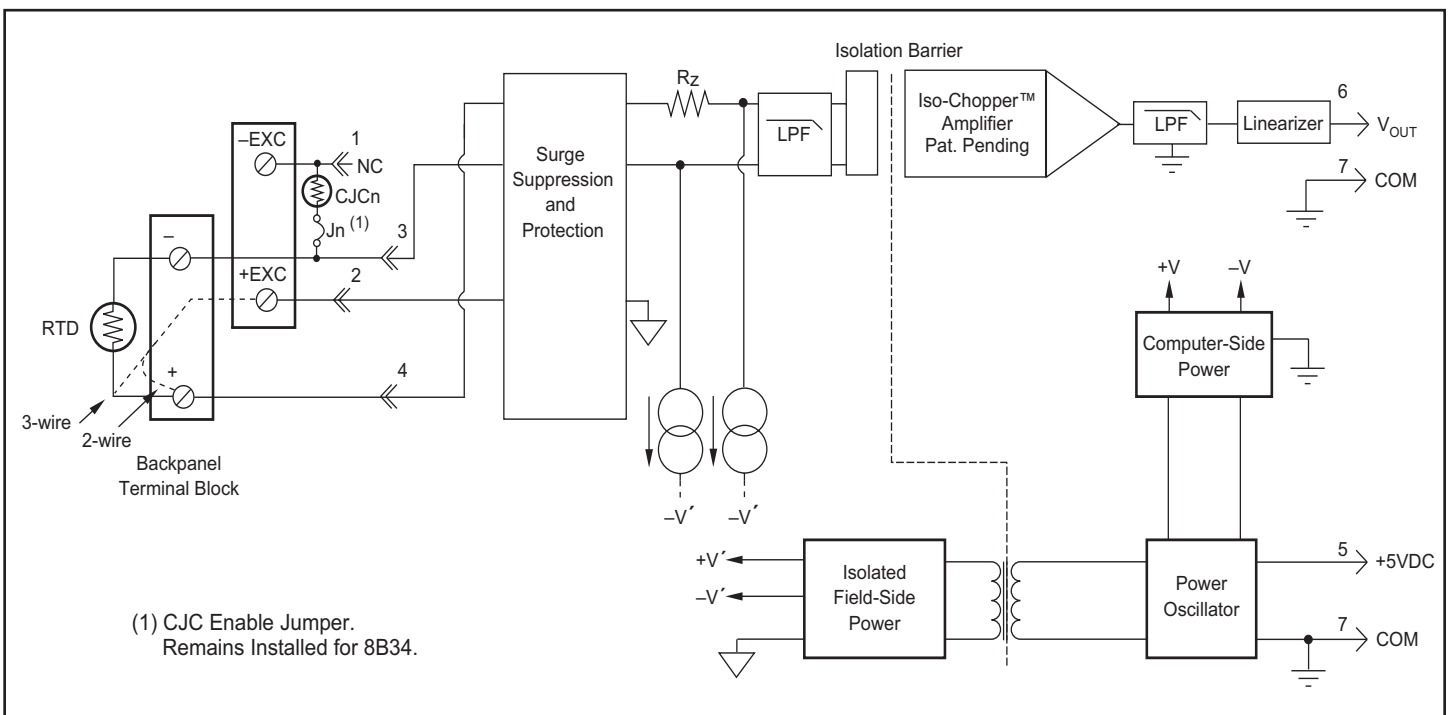 Isolation Barrier
–EXC
1
NC
CJCn
Jn (1)
3
–
+EXC
2
RTD
+
4
3-wire
2-wire
Backpanel
Terminal Block
Surge
Suppression
and
Protection
Rz
LPF
–V´
–V´
Iso-Chopper™
Amplifier
Pat. Pending
LPF
Linearizer
6
VOUT
7
COM
+V
–V
Computer-Side
Power
+V´
–V´
Isolated
Field-Side
Power
Power
Oscillator
5
+5VDC
7
COM
(1) CJC Enable Jumper.
Remains Installed for 8B34.